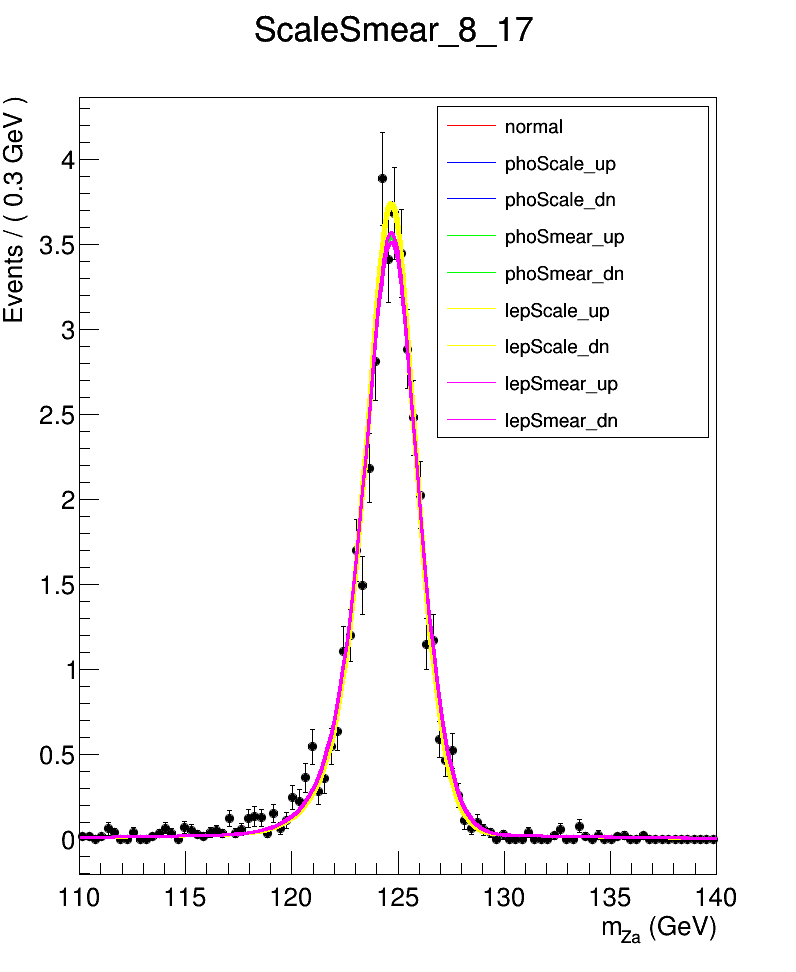 ScaleSmear_8_17
Events / ( 0.3 GeV )
4
3.5
3
2.5
2
1.5
1
0.5
0
normal
phoScale_up
phoScale_dn
phoSmear_up
phoSmear_dn
lepScale_up
lepScale_dn
lepSmear_up
lepSmear_dn
110 115 120 125 130 135 140
mZa (GeV)